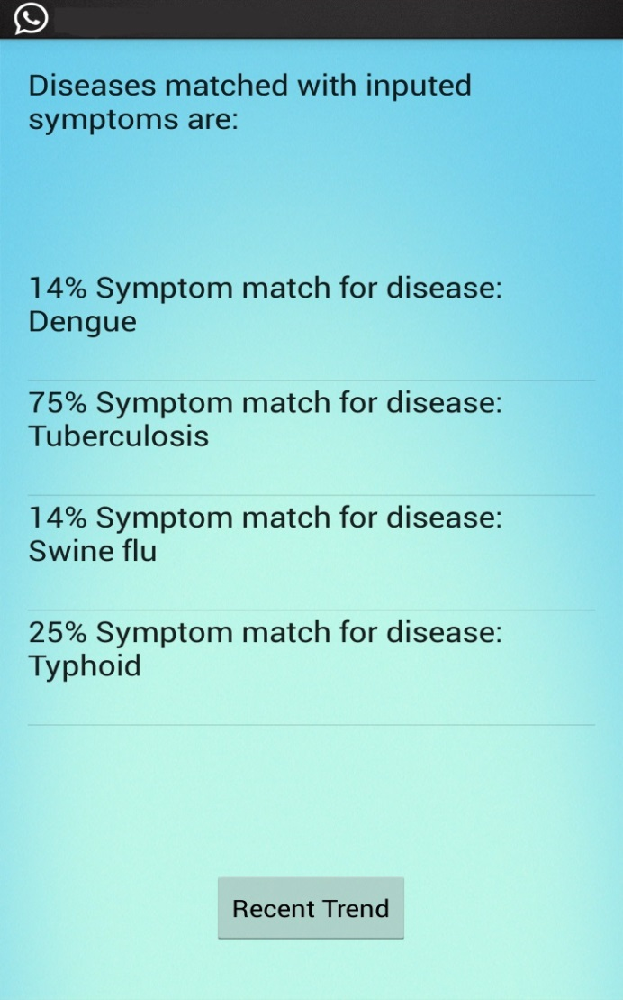 Diseases matched with inputed
symptoms are:
14% Symptom match for disease:
Dengue
75% Symptom match for disease:
Tuberculosis
14% Symptom match for disease:
Swine flu
25% Symptom match for disease:
Typhoid
Recent Trend